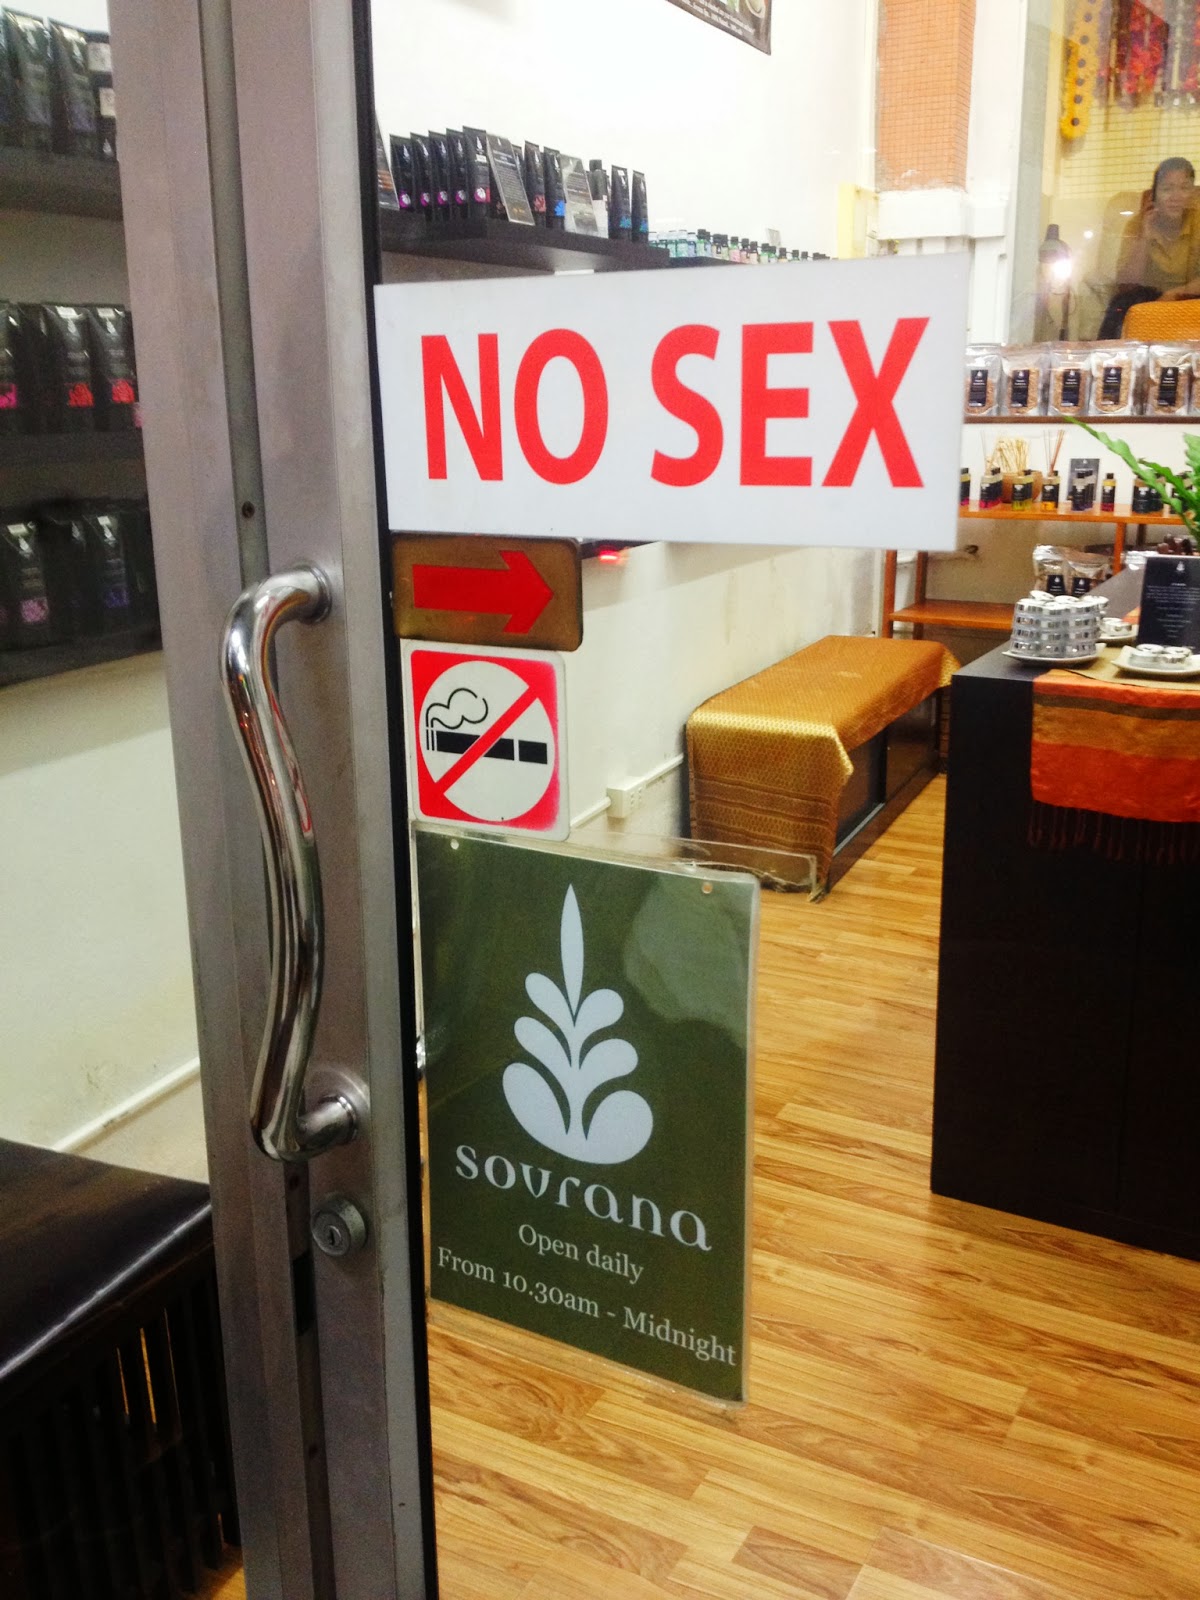 NO SEX
sovrana
Open daily
From 10.30am - Midnight